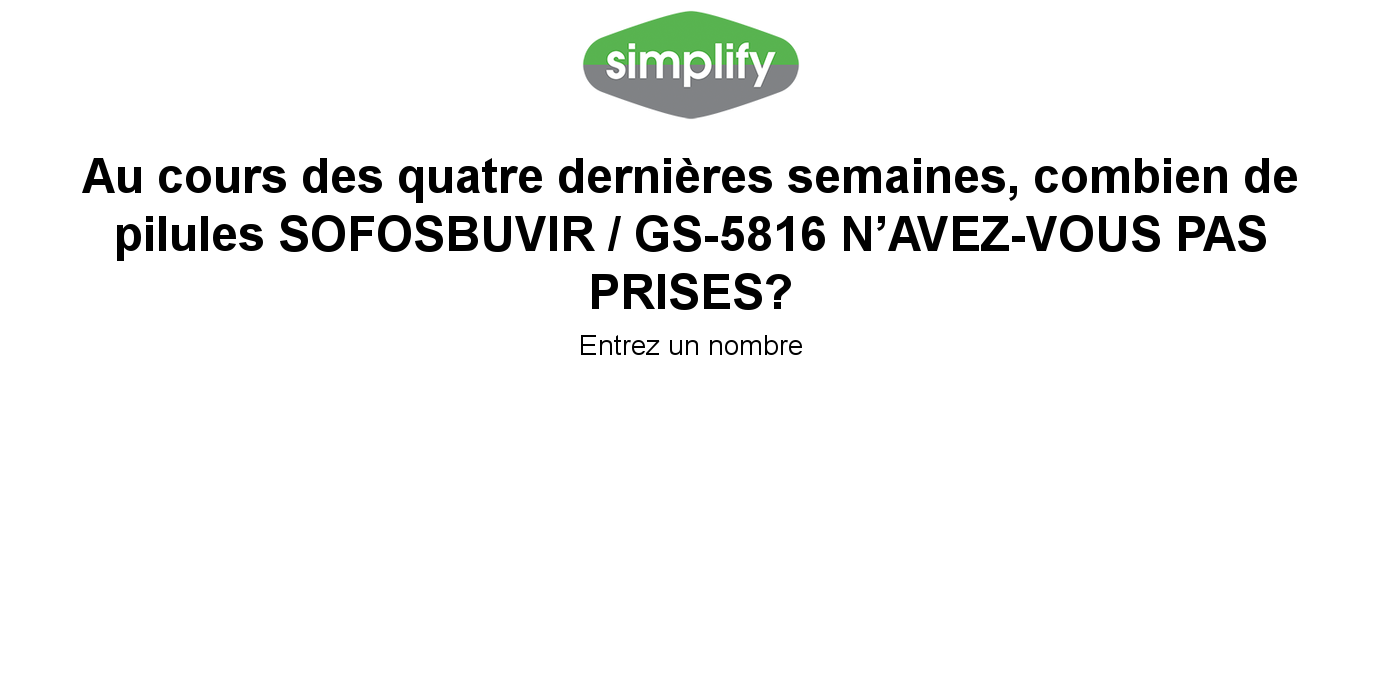 simplify
Au cours des quatre dernières semaines, combien de
pilules SOFOSBUVIR / GS-5816 N’AVEZ-VOUS PAS
PRISES?
Entrez un nombre